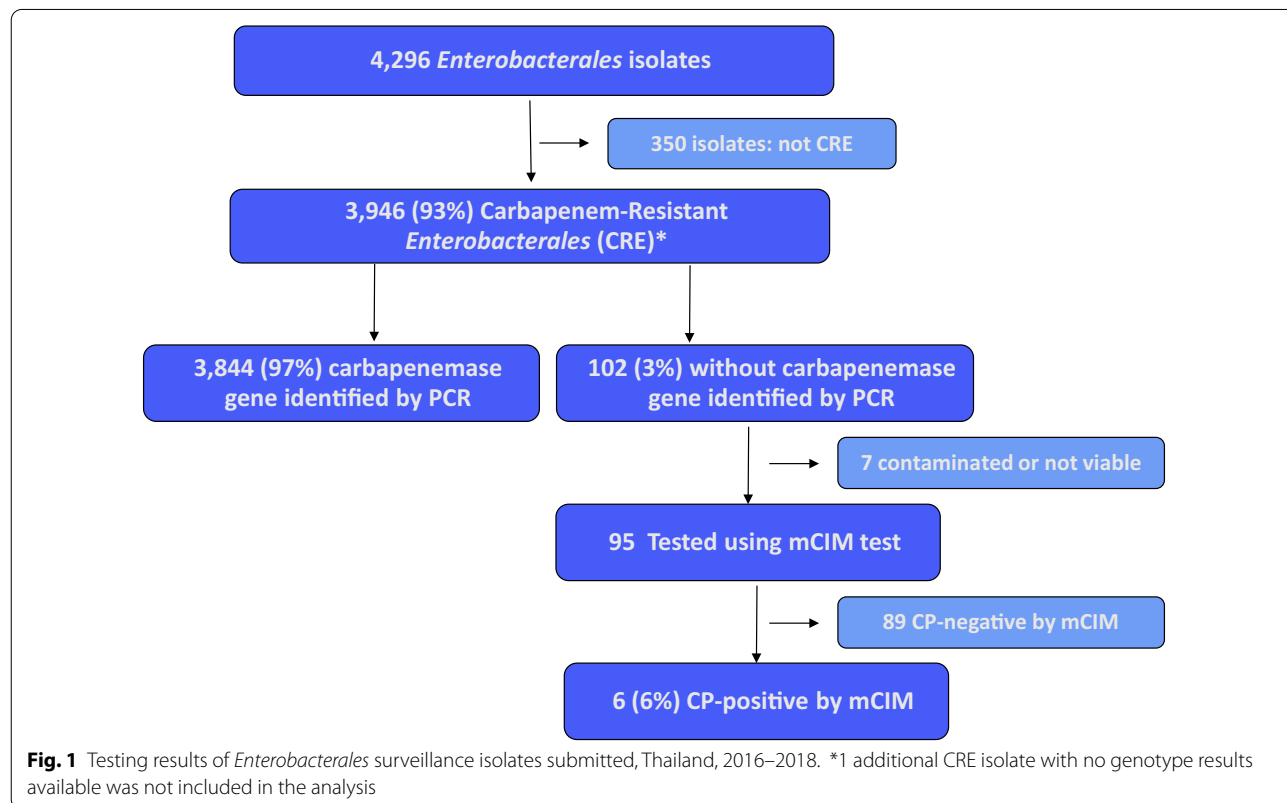 4,296 Enterobacterales isolates
350 isolates: not CRE
3,946 (93%) Carbapenem-Resistant
Enterobacterales (CRE)*
3,844 (97%) carbapenemase
gene identified by PCR
102 (3%) without carbapenemase
gene identified by PCR
7 contaminated or not viable
95 Tested using mCIM test
89 CP-negative by mCIM
6 (6%) CP-positive by mCIM
Fig. 1 Testing results of Enterobacterales surveillance isolates submitted, Thailand, 2016–2018. *1 additional CRE isolate with no genotype results
available was not included in the analysis